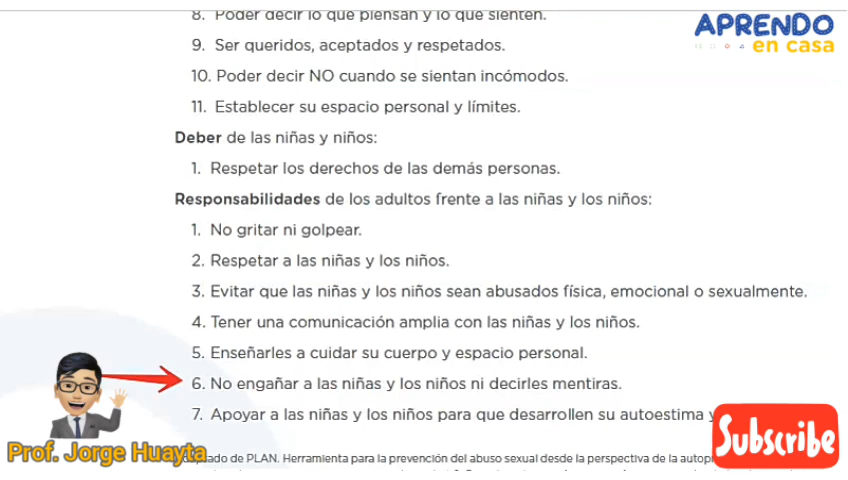 8. Poder decir lo que piensan y lo que sienten.
APRENDO
en casa
9. Ser queridos, aceptados y respetados.
10. Poder decir NO cuando se sientan incómodos.
11. Establecer su espacio personal y límites.
Deber de las niñas y niños:
1. Respetar los derechos de las demás personas.
Responsabilidades de los adultos frente a las niñas y los niños:
1. No gritar ni golpear.
2. Respetar a las niñas y los niños.
3. Evitar que las niñas y los niños sean abusados física, emocional o sexualmente.
4. Tener una comunicación amplia con las niñas y los niños.
5. Enseñarles a cuidar su cuerpo y espacio personal.
6. No engañar a las niñas y los niños ni decirles mentiras.
7. Apoyar a las niñas y los niños para que desarrollen su autoestima y
Subscribe
Prof. Jorge Huayta
de PLAN. Herramienta para la prevención del abuso sexual desde la perspectiva de la